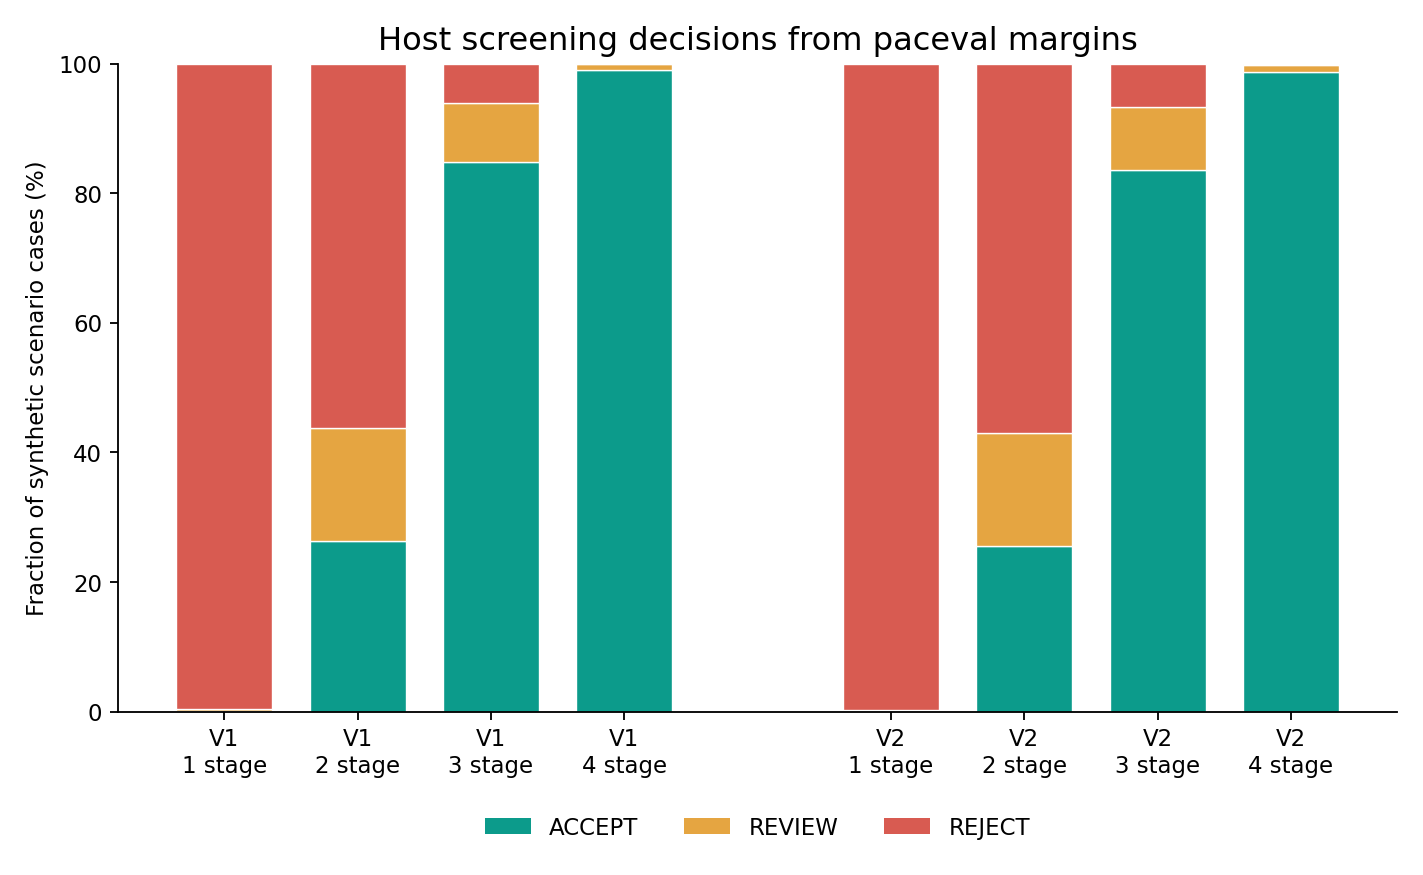 Host screening decisions from paceval margins
Fraction of synthetic scenario cases (%)
100
80
60
40
20
0
V1
1 stage
V1
2 stage
V1
3 stage
V1
4 stage
V2
1 stage
V2
2 stage
V2
3 stage
V2
4 stage
ACCEPT
REVIEW
REJECT